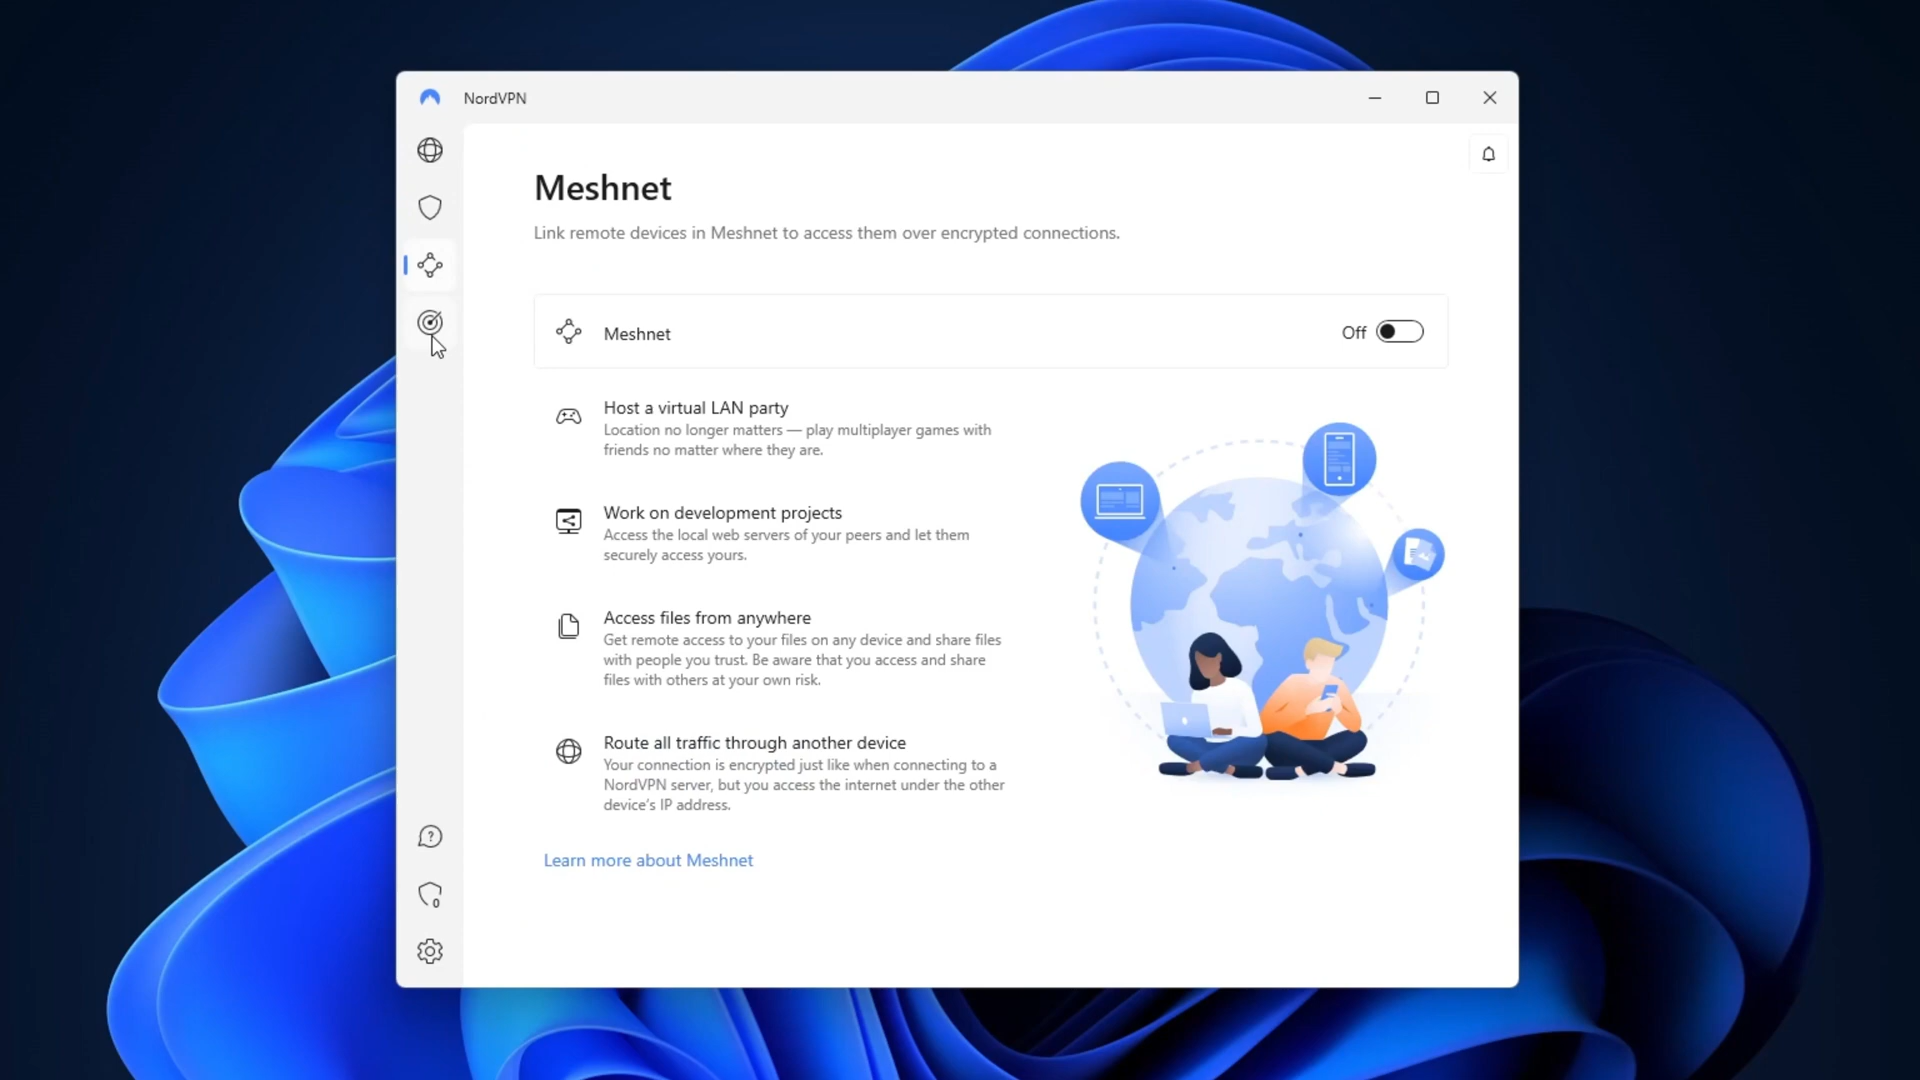 NordVPN
Meshnet
Link remote devices in Meshnet to access them over encrypted connections.
Meshnet
Off
Host a virtual LAN party
Location no longer matters — play multiplayer games with
friends no matter where they are.
Work on development projects
Access the local web servers of your peers and let them
securely access yours.
Access files from anywhere
Get remote access to your files on any device and share files
with people you trust. Be aware that you access and share
files with others at your own risk.
Route all traffic through another device
Your connection is encrypted just like when connecting to a
NordVPN server, but you access the internet under the other
device's IP address.
Learn more about Meshnet
?
0